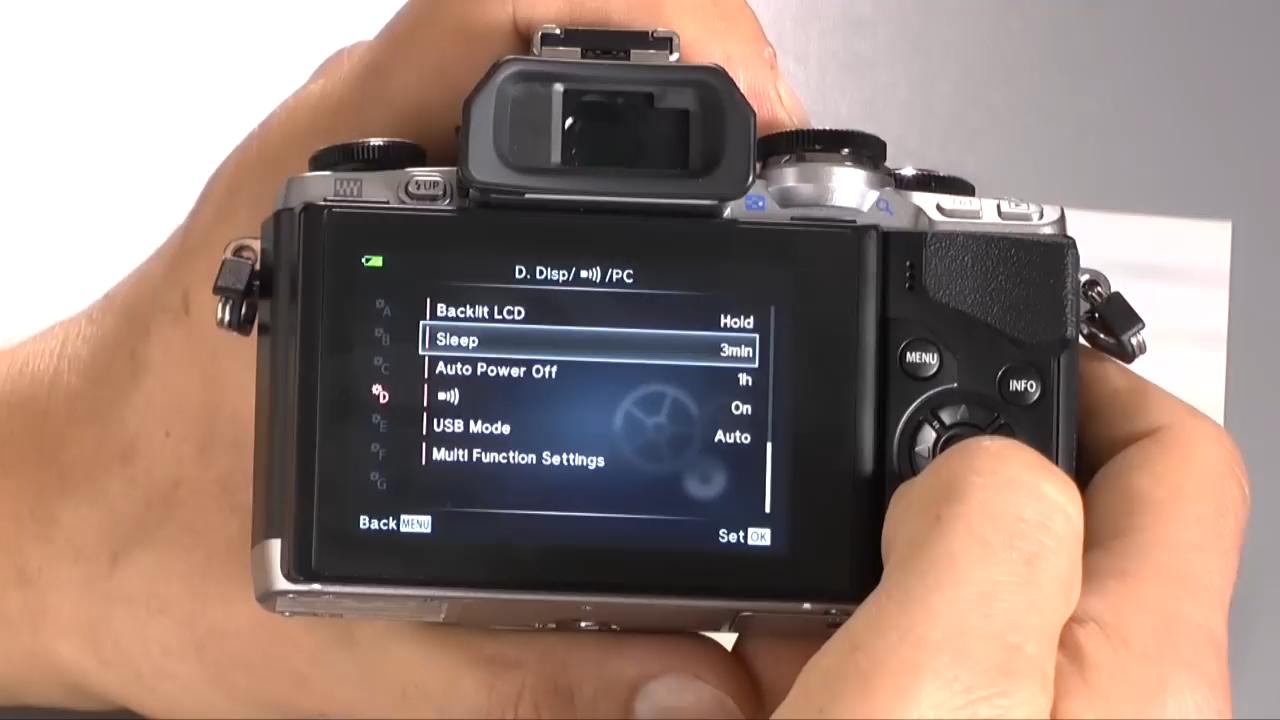 UP
D. Disp/ /PC
Backlit LCD Hold
Sleep 3min
Auto Power Off 1h
On
USB Mode Auto
Multi Function Settings
A
B
C
D
E
F
G
Back MENU
Set OK
MENU
INFO